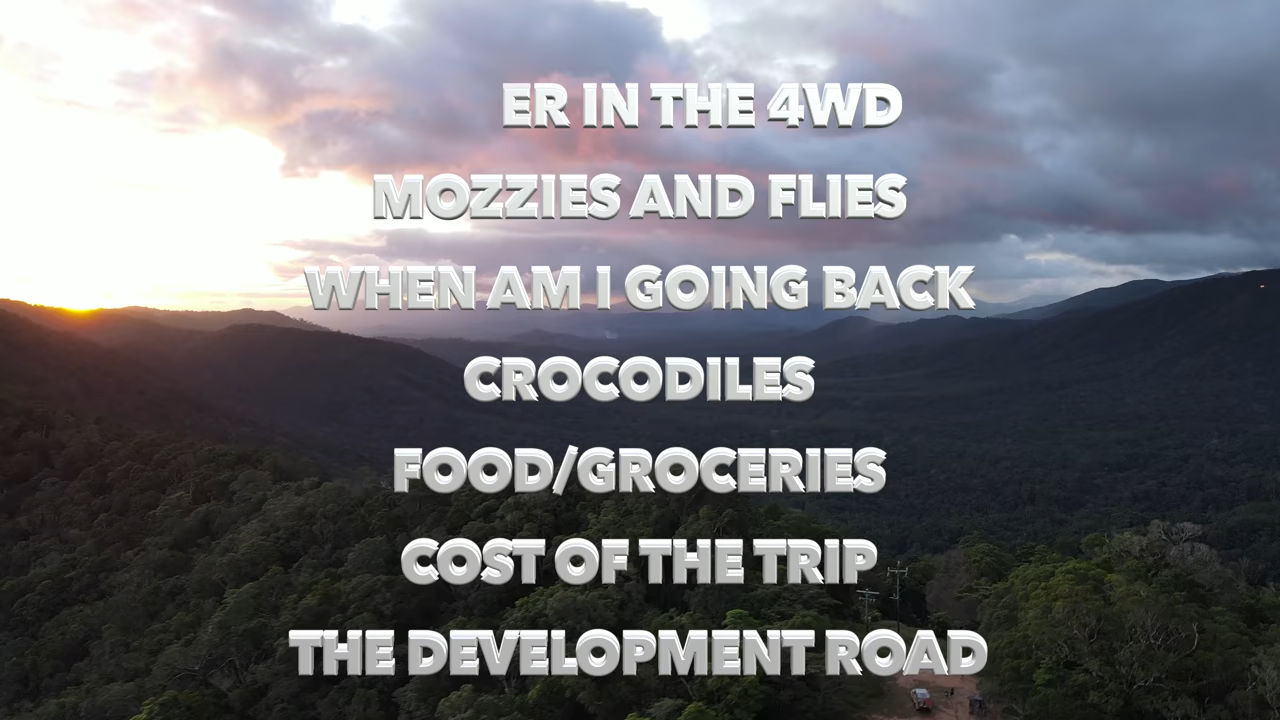 ER IN THE 4WD
MOZZIES AND FLIES
WHEN AM I GOING BACK
CROCODILES
FOOD/GROCERIES
COST OF THE TRIP
THE DEVELOPMENT ROAD